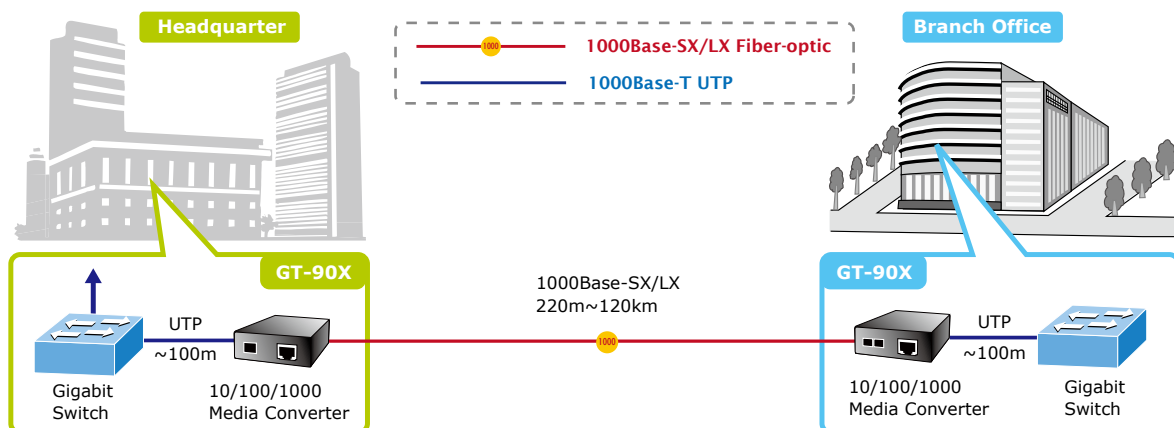 Headquarter
1000
1000Base-SX/LX Fiber-optic
1000Base-T UTP
Branch Office
GT-90X
UTP
~100m
Gigabit
Switch
10/100/1000
Media Converter
1000Base-SX/LX
220m~120km
1000
GT-90X
10/100/1000
Media Converter
UTP
~100m
Gigabit
Switch